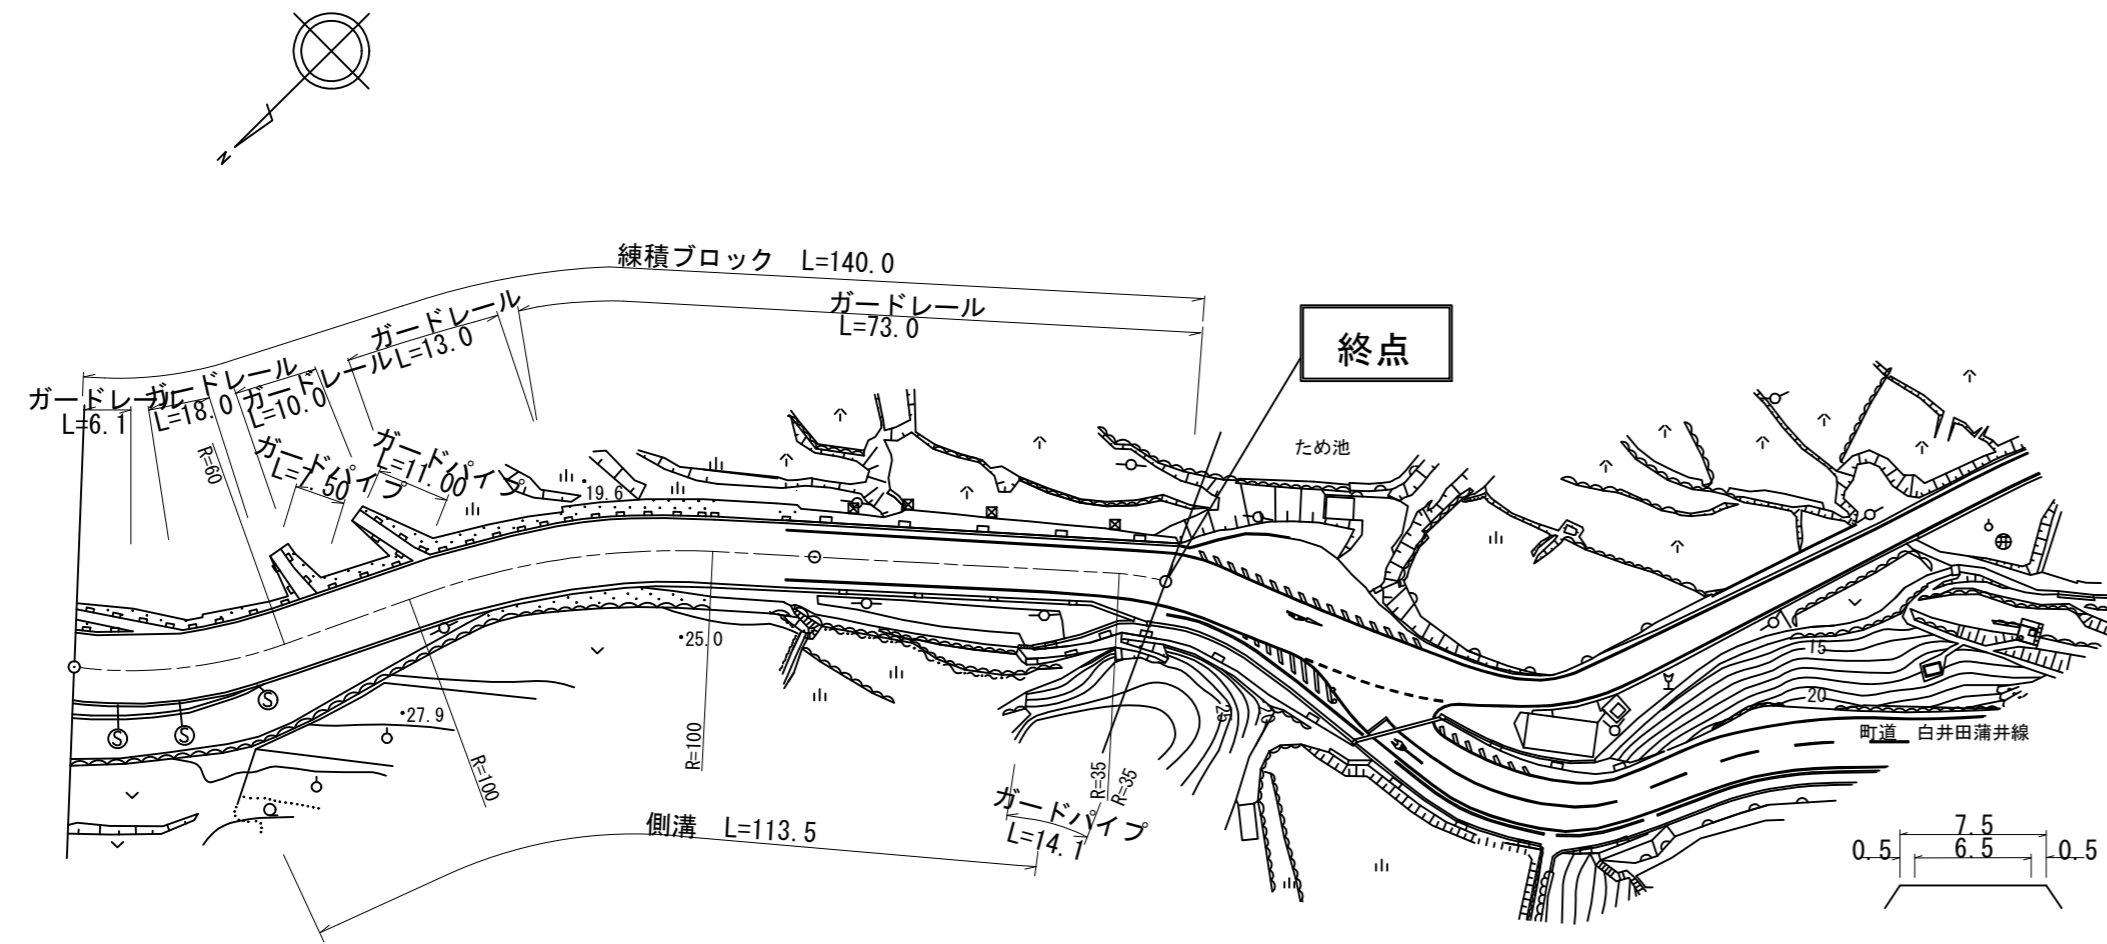 N
練積ブロック L=140.0
ガードレール
L=73.0
ガードレール
L=13.0
ガードレール
L=10.0
ガードレール
L=18.0
ガードレール
L=6.1
ガードパイプ
ガードパイプ
L=11.00
R=60
終点
ため池
19.6
25.0
27.9
S
S
S
R=100
R=100
R=35
R=35
25
15
20
町道 白井田蒲井線
ガードパイプ
L=14.1
側溝 L=113.5
7.5
0.5
6.5
0.5